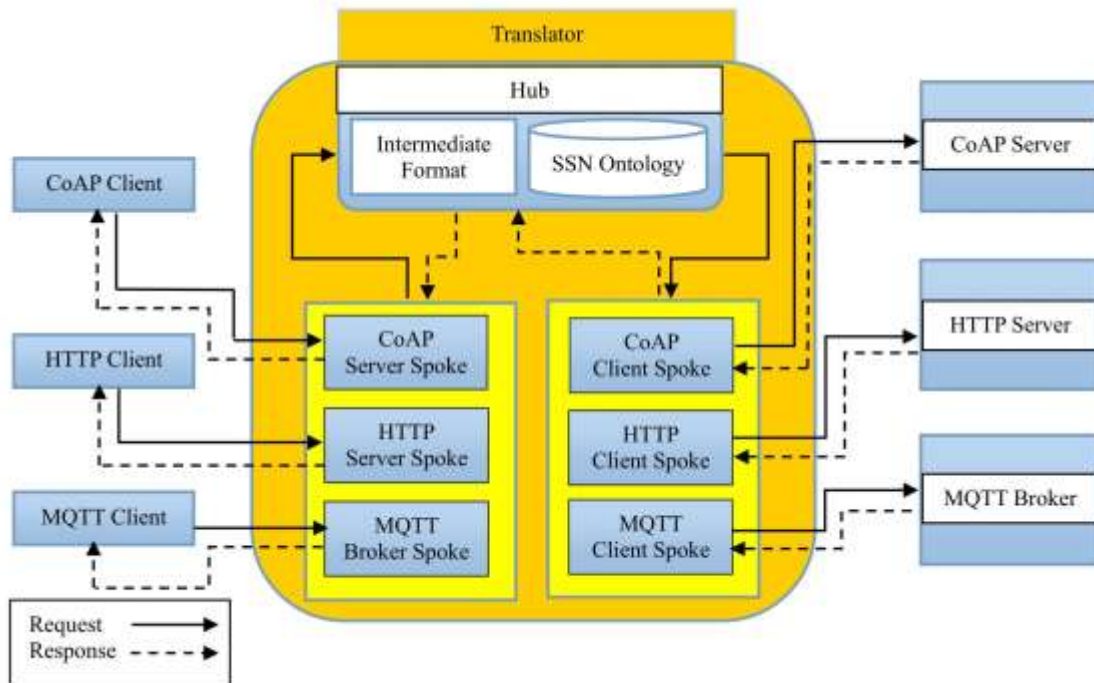 Translator
Hub
Intermediate
Format
SSN Ontology
CoAP Client
HTTP Client
MQTT Client
CoAP
Server Spoke
HTTP
Server Spoke
MQTT
Broker Spoke
CoAP
Client Spoke
HTTP
Client Spoke
MQTT
Client Spoke
CoAP Server
HTTP Server
MQTT Broker
Request
Response